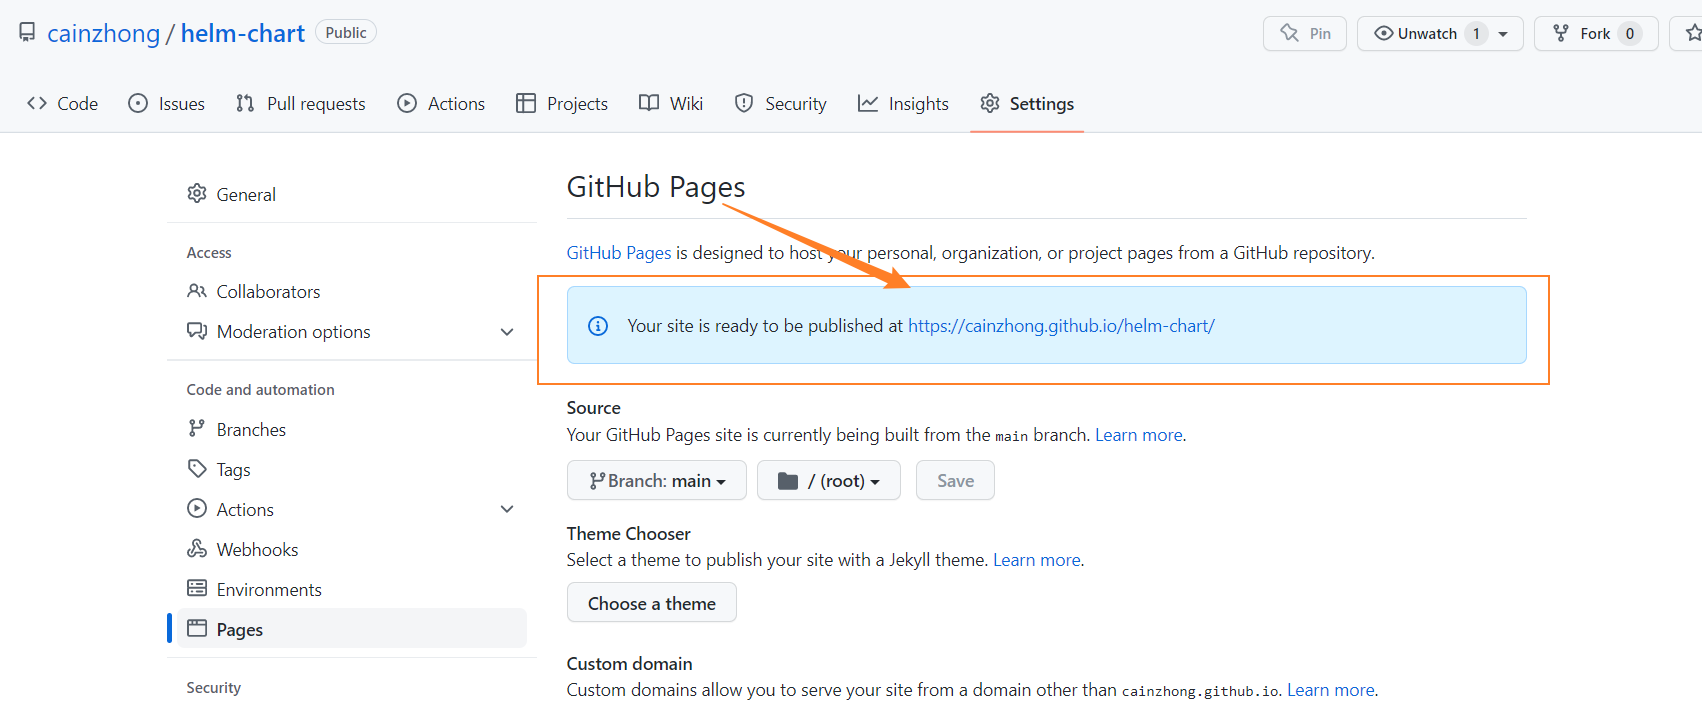 cainzhong / helm-chart Public Pin Unwatch 1 Fork 0
Code Issues Pull requests Actions Projects Wiki Security Insights Settings
General
Access
Collaborators
Moderation options
Code and automation
Branches
Tags
Actions
Webhooks
Environments
Pages
Security
GitHub Pages
GitHub Pages is designed to host your personal, organization, or project pages from a GitHub repository.
Your site is ready to be published at https://cainzhong.github.io/helm-chart/
Source
Your GitHub Pages site is currently being built from the main branch. Learn more.
Branch: main / (root) Save
Theme Chooser
Select a theme to publish your site with a Jekyll theme. Learn more.
Choose a theme
Custom domain
Custom domains allow you to serve your site from a domain other than cainzhong.github.io. Learn more.